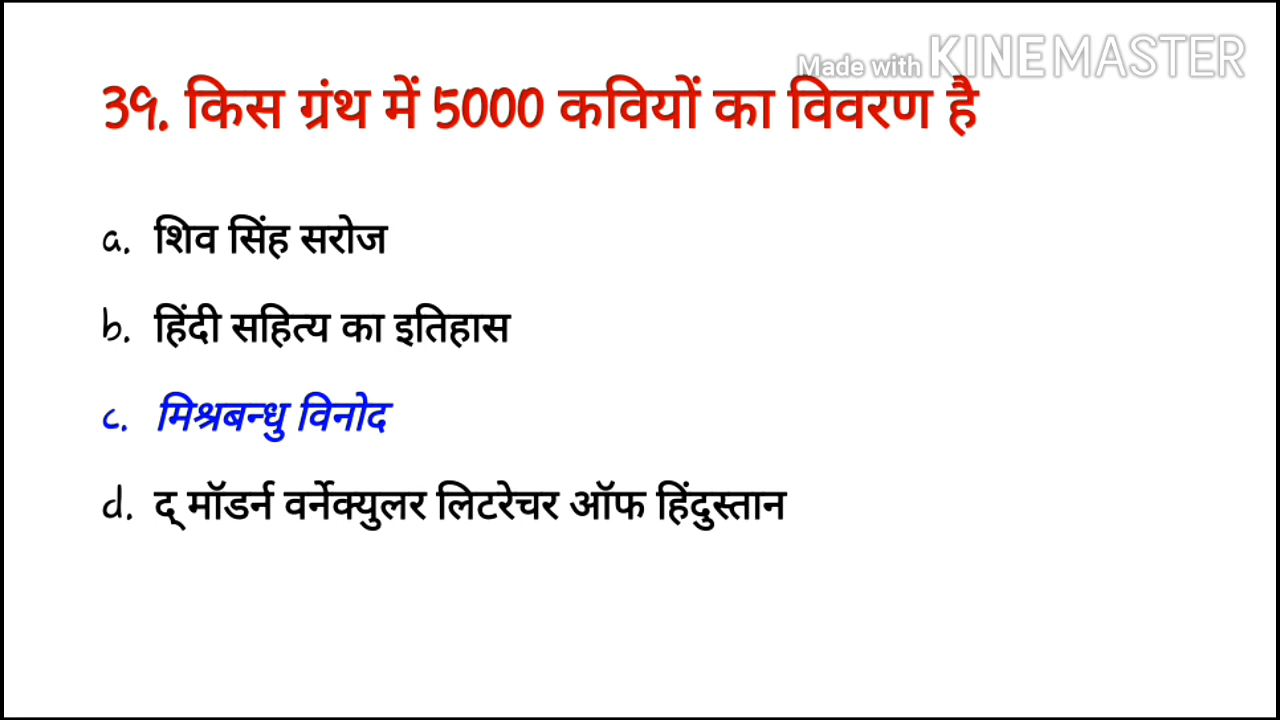 Made with KINEMASTER
39. किस ग्रंथ में 5000 कवियों का विवरण है
a. शिव सिंह सरोज
b. हिंदी सहित्य का इतिहास
c. मिश्रबन्धु विनोद
d. द् मॉडर्न वर्नेक्युलर लिटरेचर ऑफ हिंदुस्तान